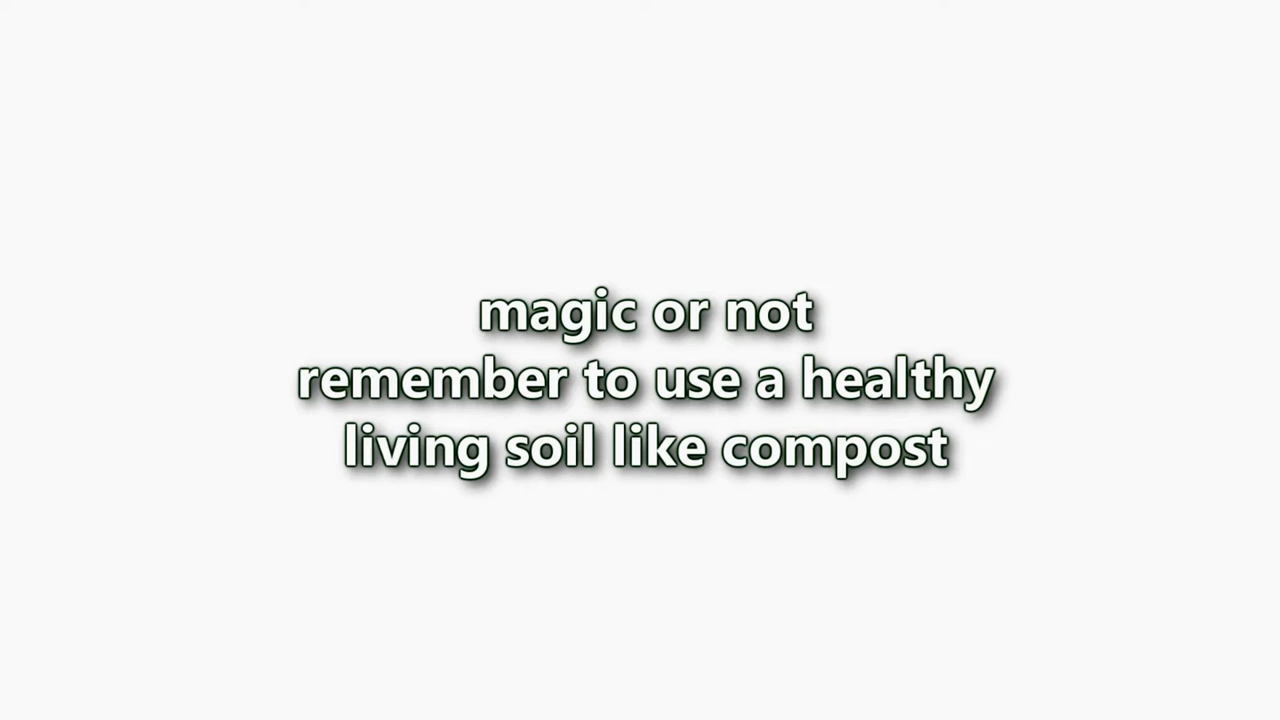 magic or not
remember to use a healthy
living soil like compost